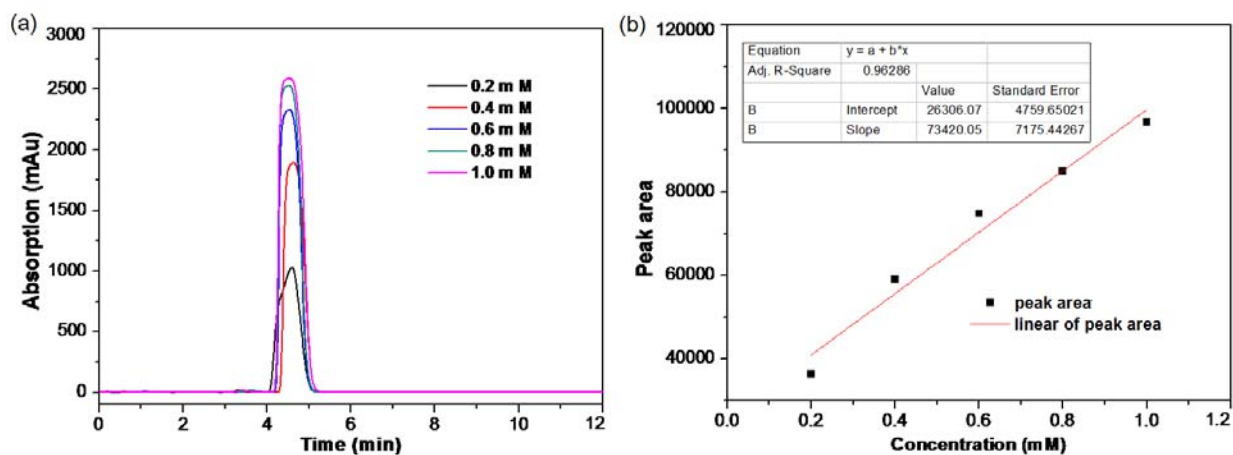 (a)
3000
2500
2000
1500
1000
500
0
Absorption (mAu)
0.2 m M
0.4 m M
0.6 m M
0.8 m M
1.0 m M
0 2 4 6 8 10 12
Time (min)
(b)
120000
100000
80000
60000
40000
Peak area
Equation y = a + b*x
Adj. R-Square 0.96286
Value Standard Error
B Intercept 26306.07 4759.65021
B Slope 73420.05 7175.44267
peak area
linear of peak area
0.0 0.2 0.4 0.6 0.8 1.0 1.2
Concentration (mM)